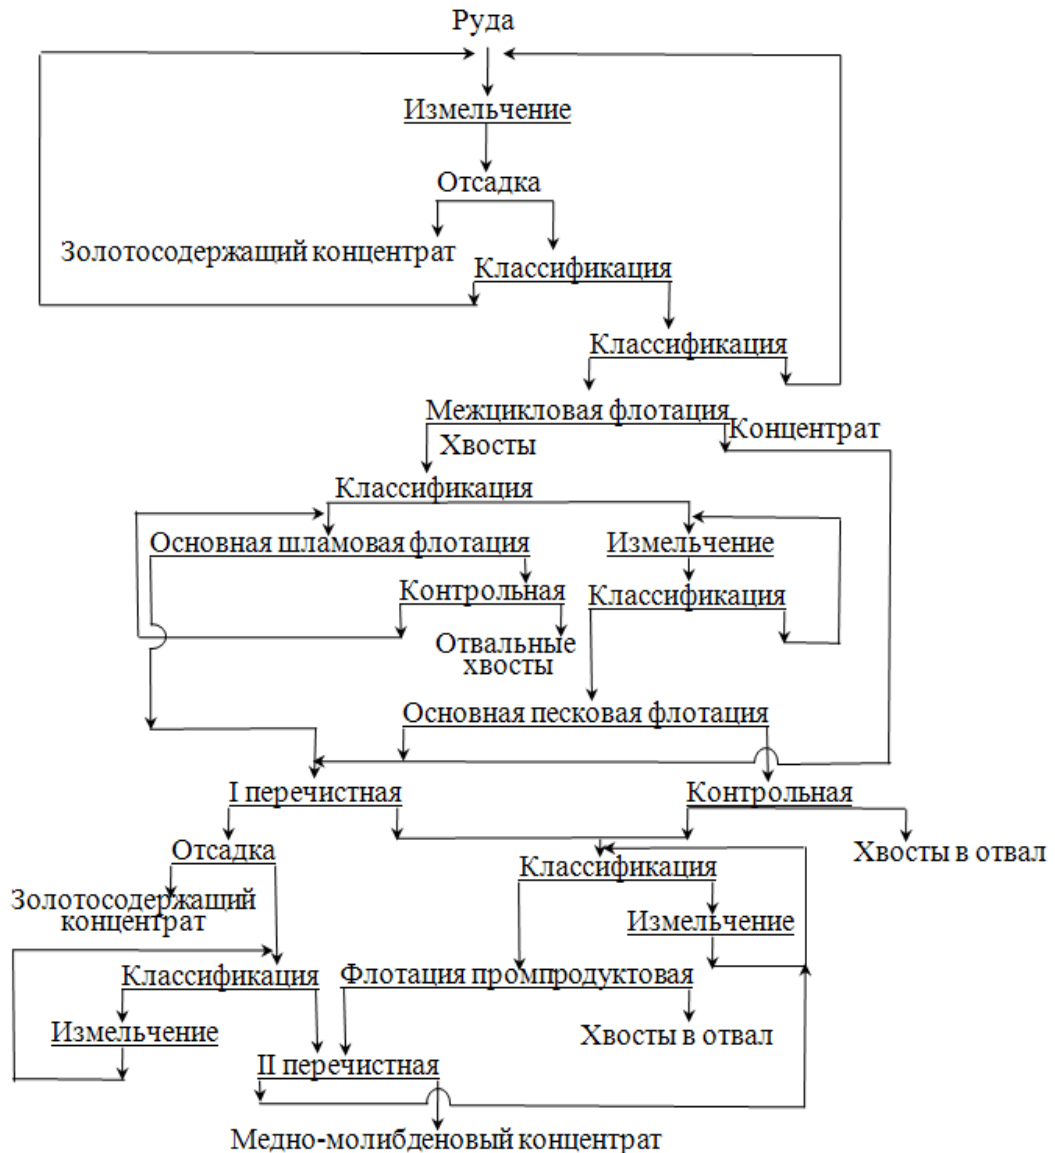 Руда
Измельчение
Отсадка
Золотосодержащий концентрат
Классификация
Классификация
Межцикловая флотация
Концентрат
Хвосты
Классификация
Основная шламовая флотация
Измельчение
Контрольная
Классификация
Отвальные
хвосты
Основная песковая флотация
I перечистная
Контрольная
Отсадка
Классификация
Хвосты в отвал
Золотосодержащий
концентрат
Измельчение
Классификация
Флотация промпродуктовая
Измельчение
Хвосты в отвал
II перечистная
Медно-молибденовый концентрат